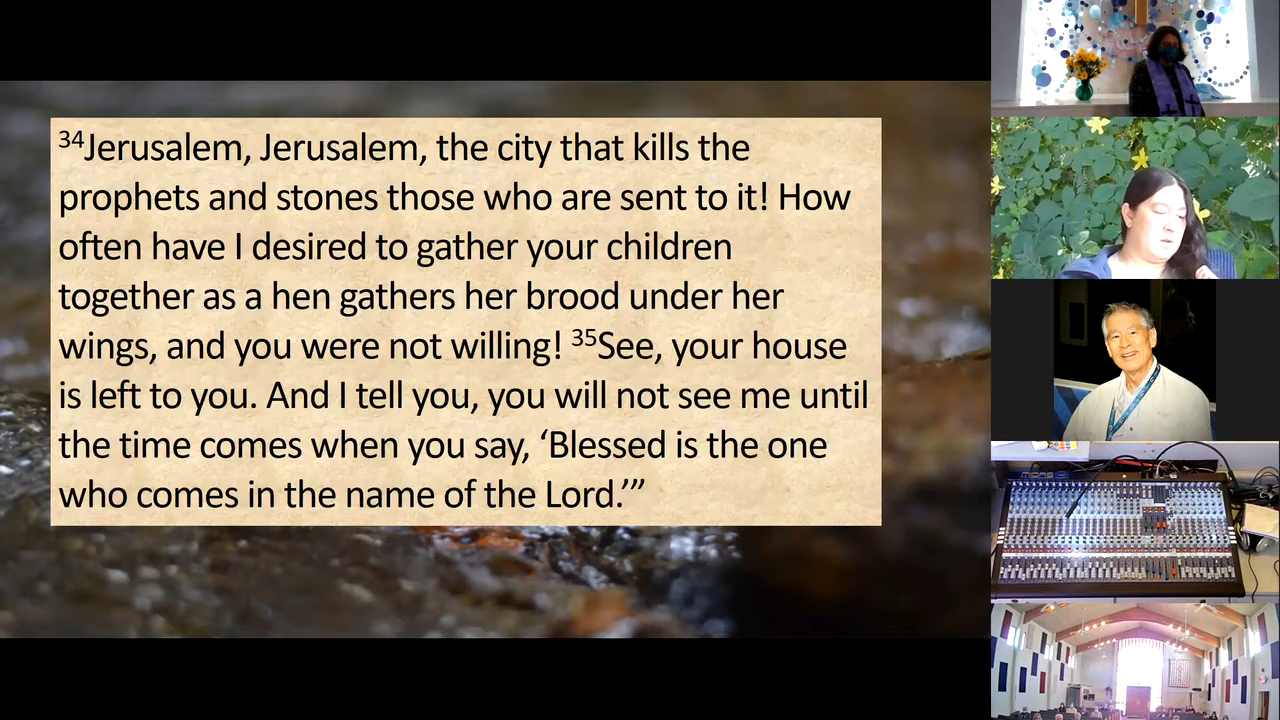 ³⁴Jerusalem, Jerusalem, the city that kills the
prophets and stones those who are sent to it! How
often have I desired to gather your children
together as a hen gathers her brood under her
wings, and you were not willing! ³⁵See, your house
is left to you. And I tell you, you will not see me until
the time comes when you say, ‘Blessed is the one
who comes in the name of the Lord.’”